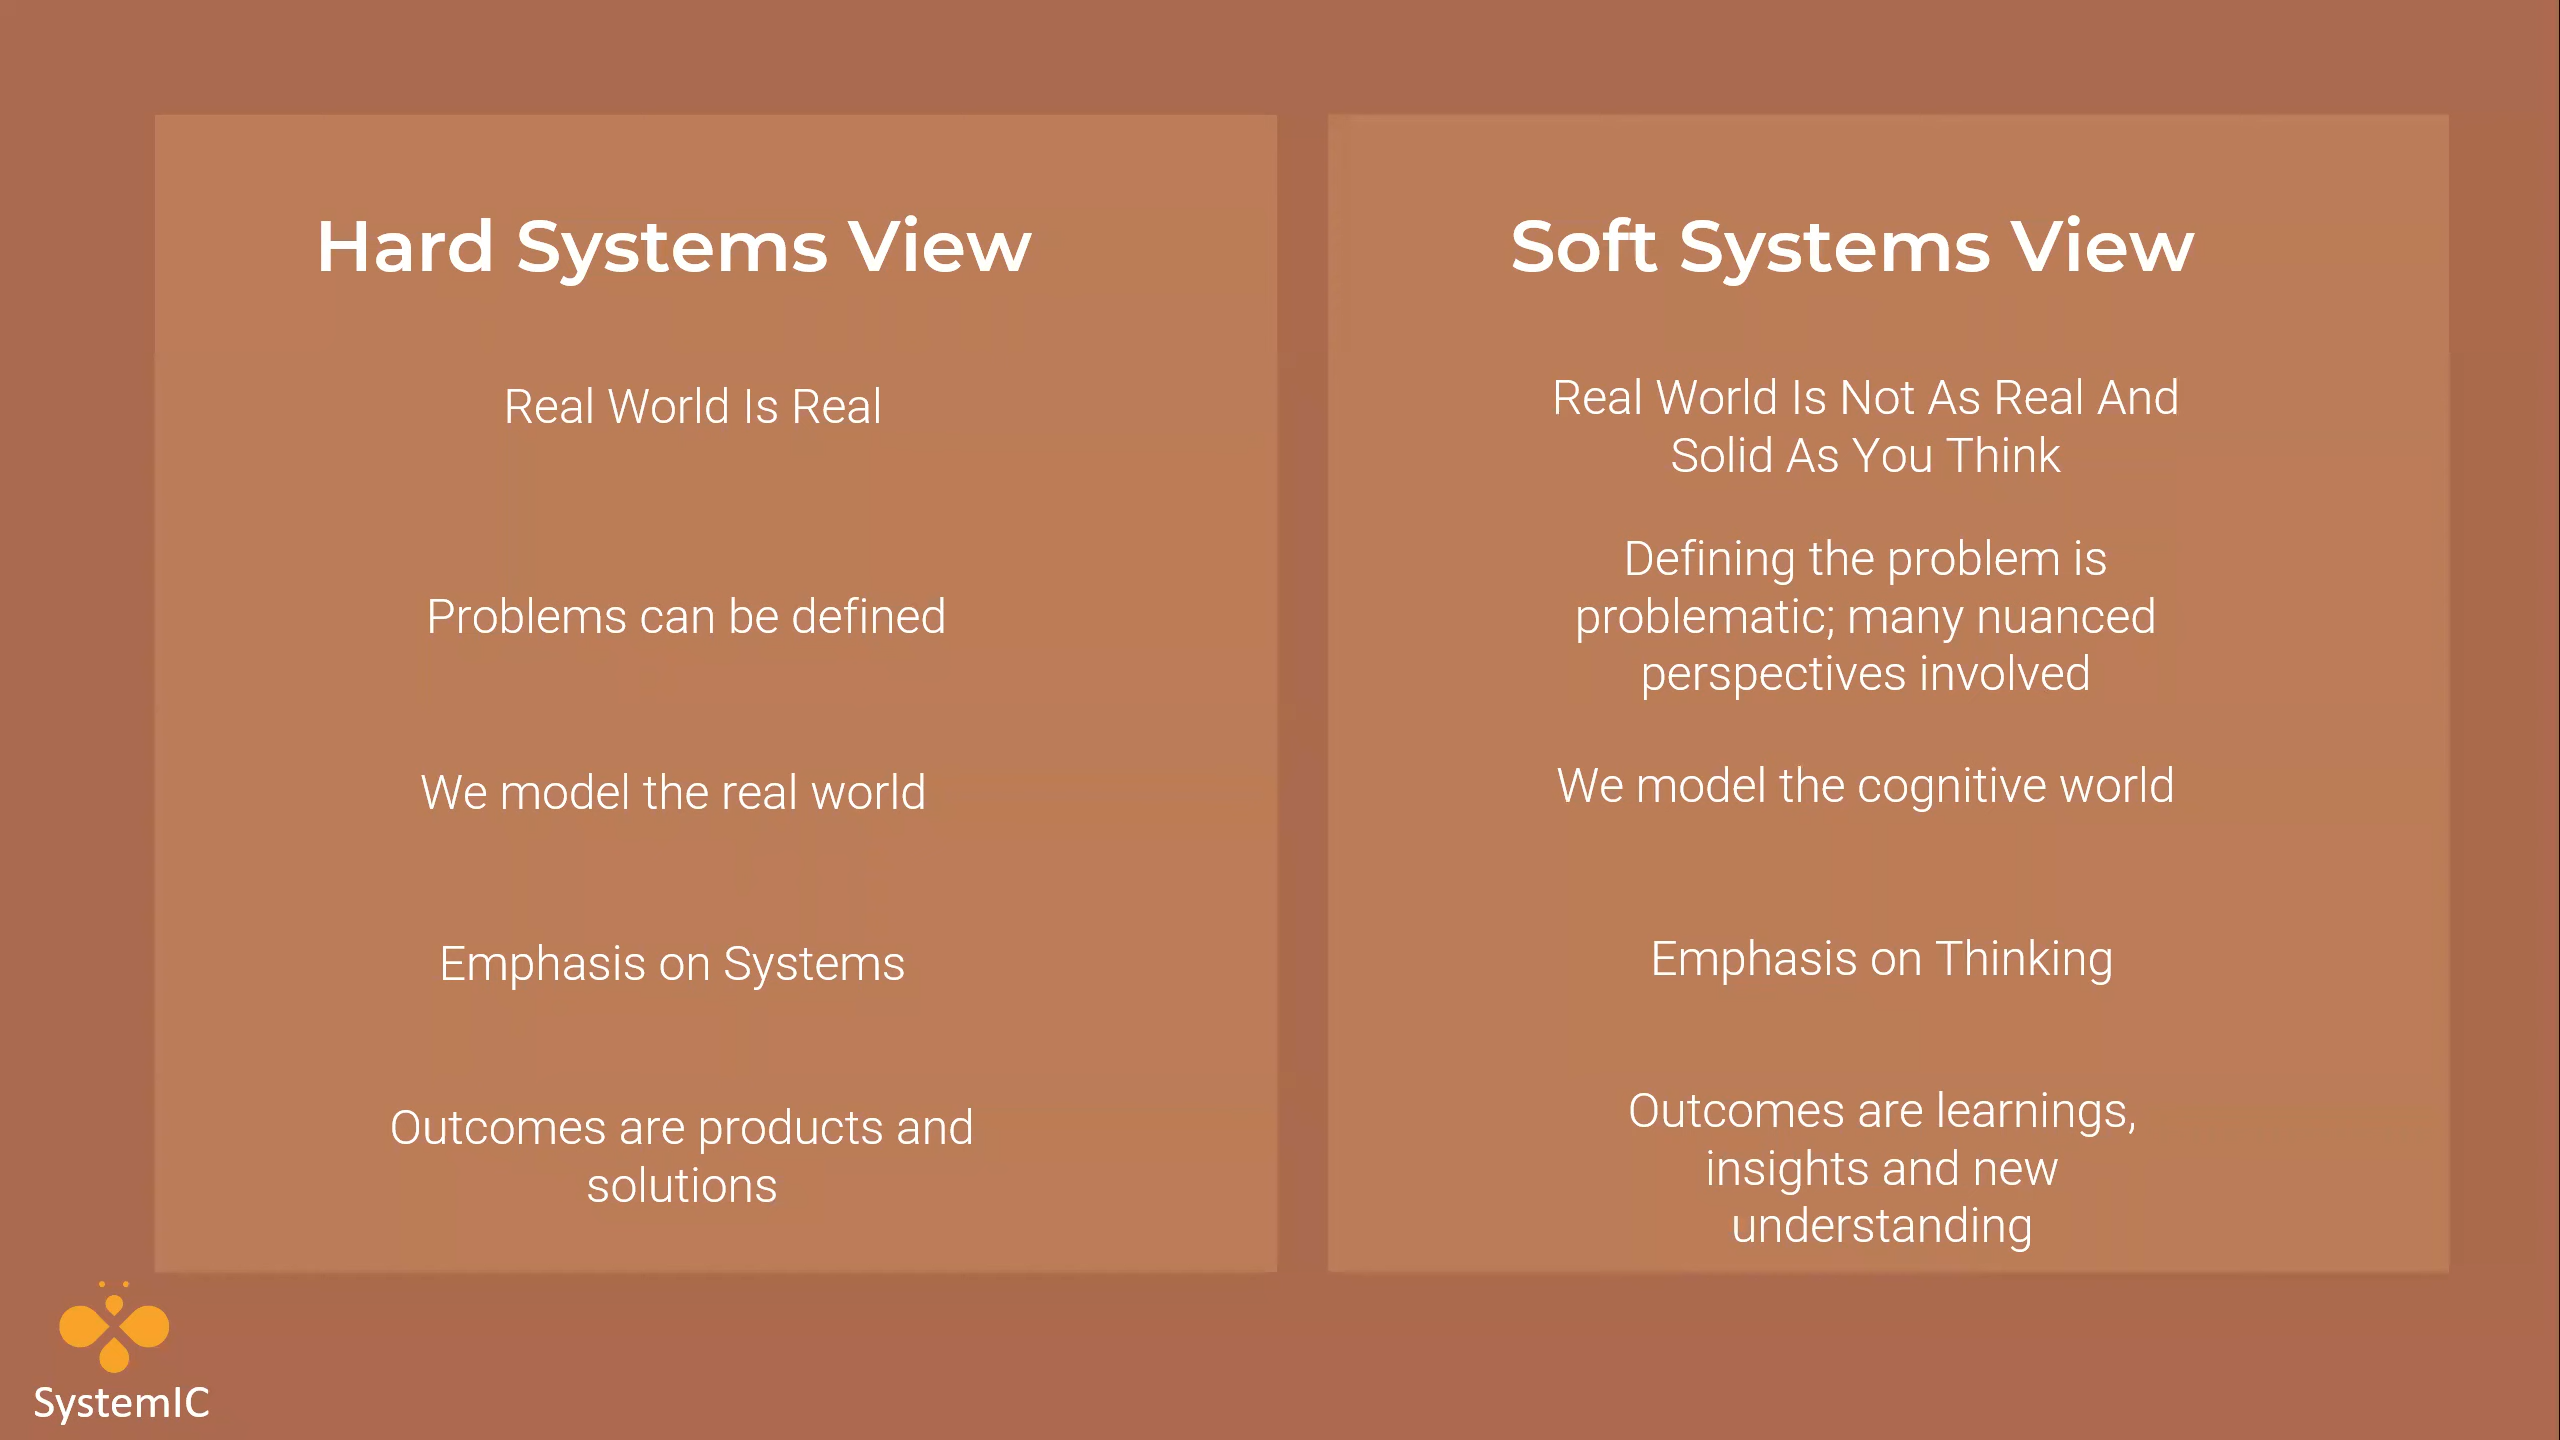 Hard Systems View
Real World Is Real
Problems can be defined
We model the real world
Emphasis on Systems
Outcomes are products and
solutions
Soft Systems View
Real World Is Not As Real And
Solid As You Think
Defining the problem is
problematic; many nuanced
perspectives involved
We model the cognitive world
Emphasis on Thinking
Outcomes are learnings,
insights and new
understanding
SystemIC